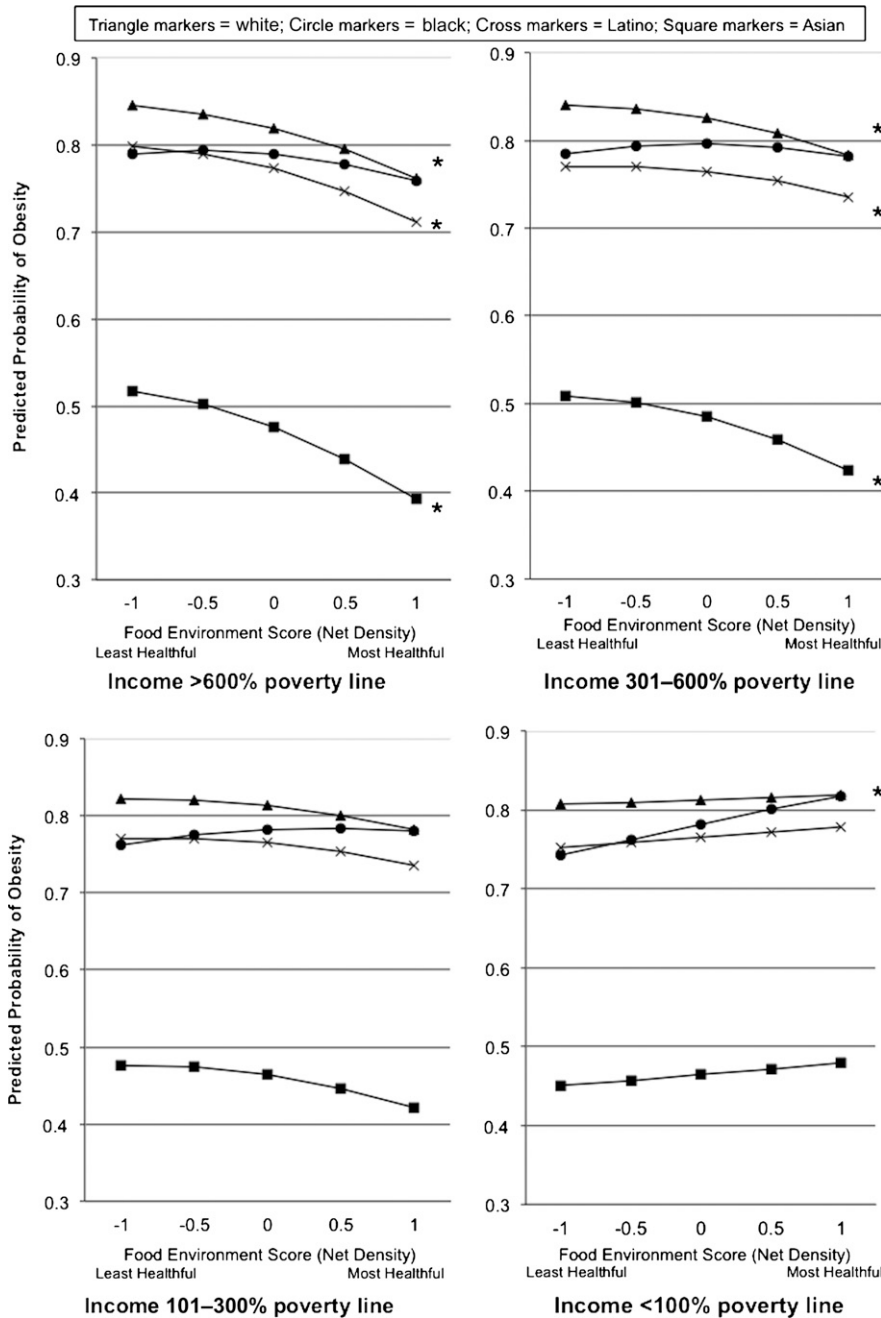 Triangle markers = white; Circle markers = black; Cross markers = Latino; Square markers = Asian
Predicted Probability of Obesity
0.9
0.8
0.7
0.6
0.5
0.4
0.3
*
*
*
-1 -0.5 0 0.5 1
Food Environment Score (Net Density)
Least Healthful Most Healthful
Income >600% poverty line
0.9
0.8
0.7
0.6
0.5
0.4
0.3
*
*
*
-1 -0.5 0 0.5 1
Food Environment Score (Net Density)
Least Healthful Most Healthful
Income 301–600% poverty line
Predicted Probability of Obesity
0.9
0.8
0.7
0.6
0.5
0.4
0.3
-1 -0.5 0 0.5 1
Food Environment Score (Net Density)
Least Healthful Most Healthful
Income 101–300% poverty line
0.9
0.8
0.7
0.6
0.5
0.4
0.3
*
-1 -0.5 0 0.5 1
Food Environment Score (Net Density)
Least Healthful Most Healthful
Income <100% poverty line